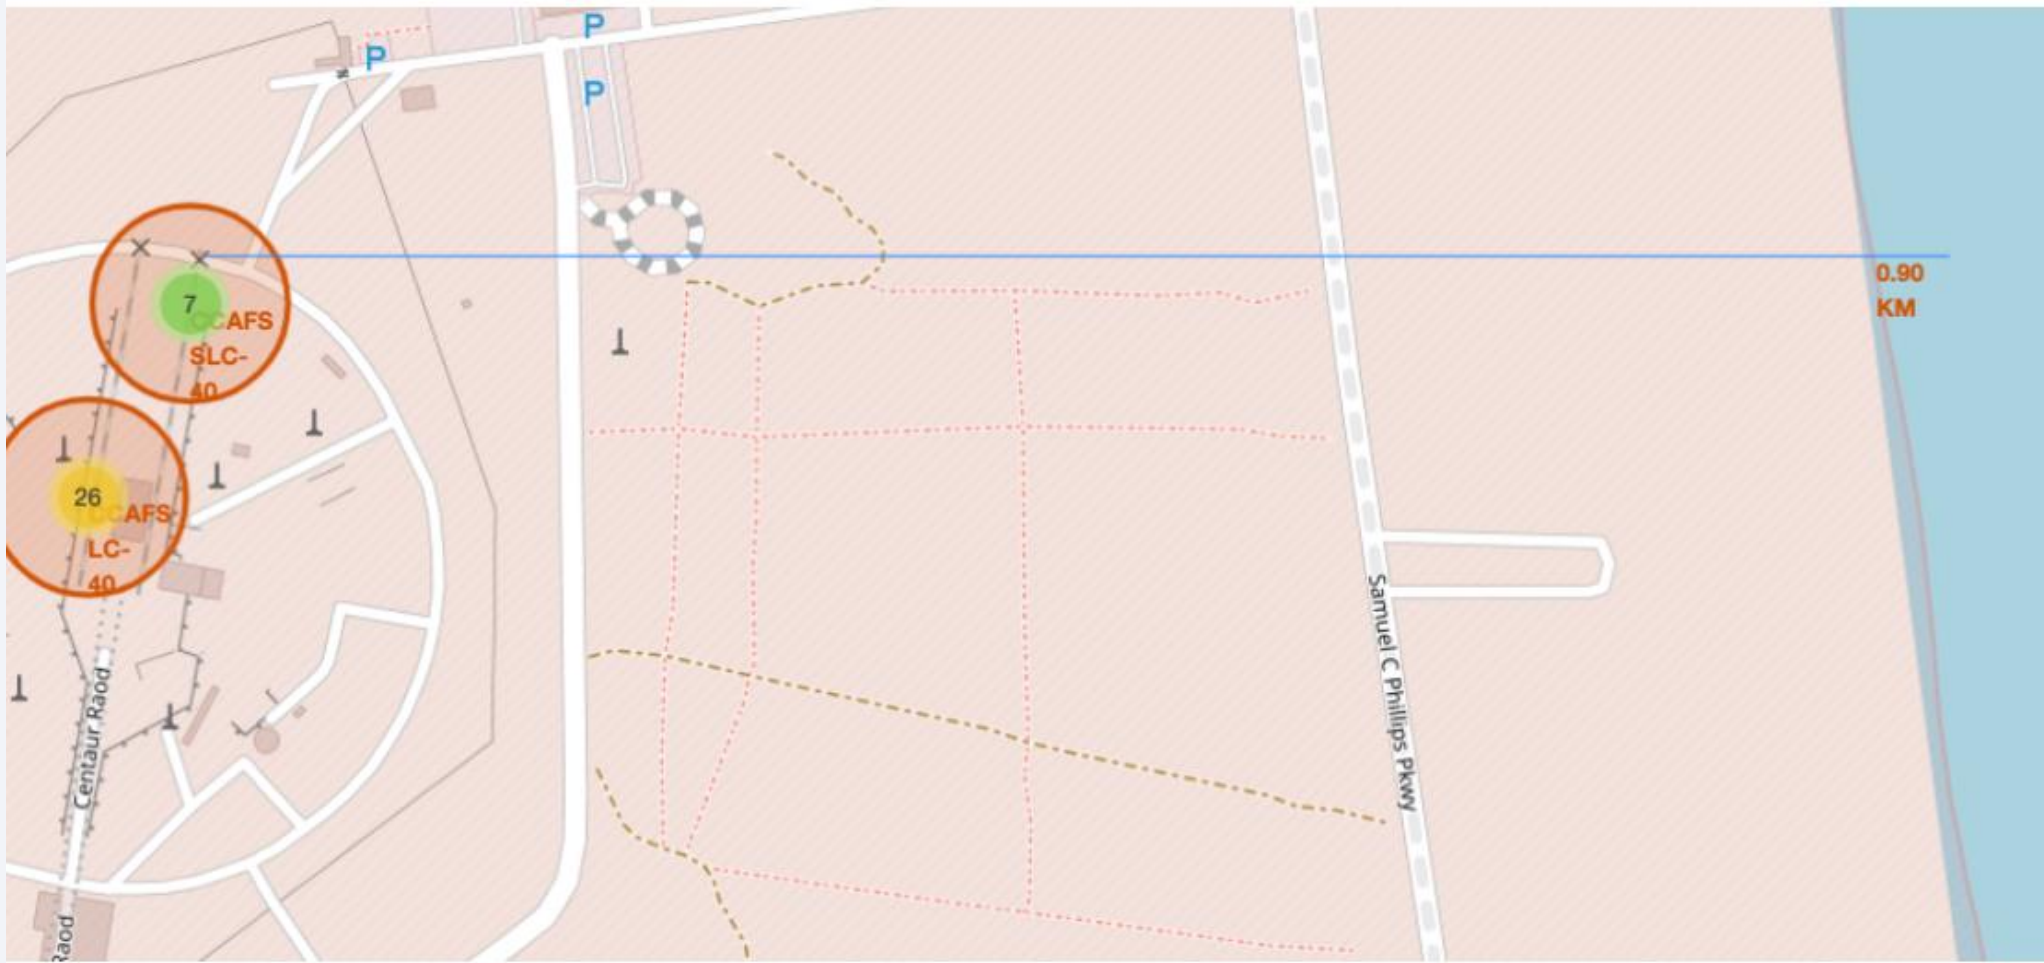 P
P
P
0.90
KM
7
CCAFS
SLC-
40
26
CCAFS
LC-
40
Samuel C Phillips Pkwy
Centaur Raod
Raod